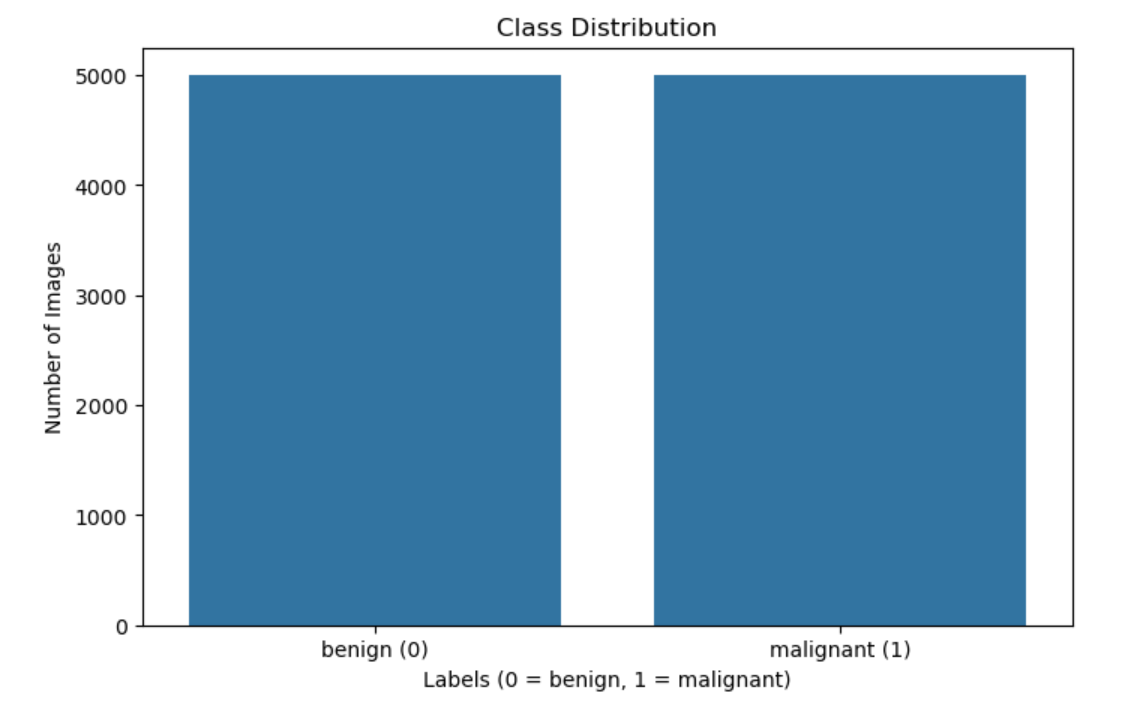 Class Distribution
Number of Images
5000
4000
3000
2000
1000
0
benign (0) malignant (1)
Labels (0 = benign, 1 = malignant)